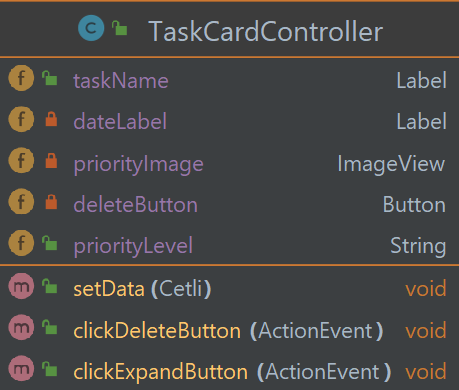 C TaskCardController
f taskName Label
f dateLabel Label
f priorityImage ImageView
f deleteButton Button
f priorityLevel String
m setData (Cetli) void
m clickDeleteButton (ActionEvent) void
m clickExpandButton (ActionEvent) void